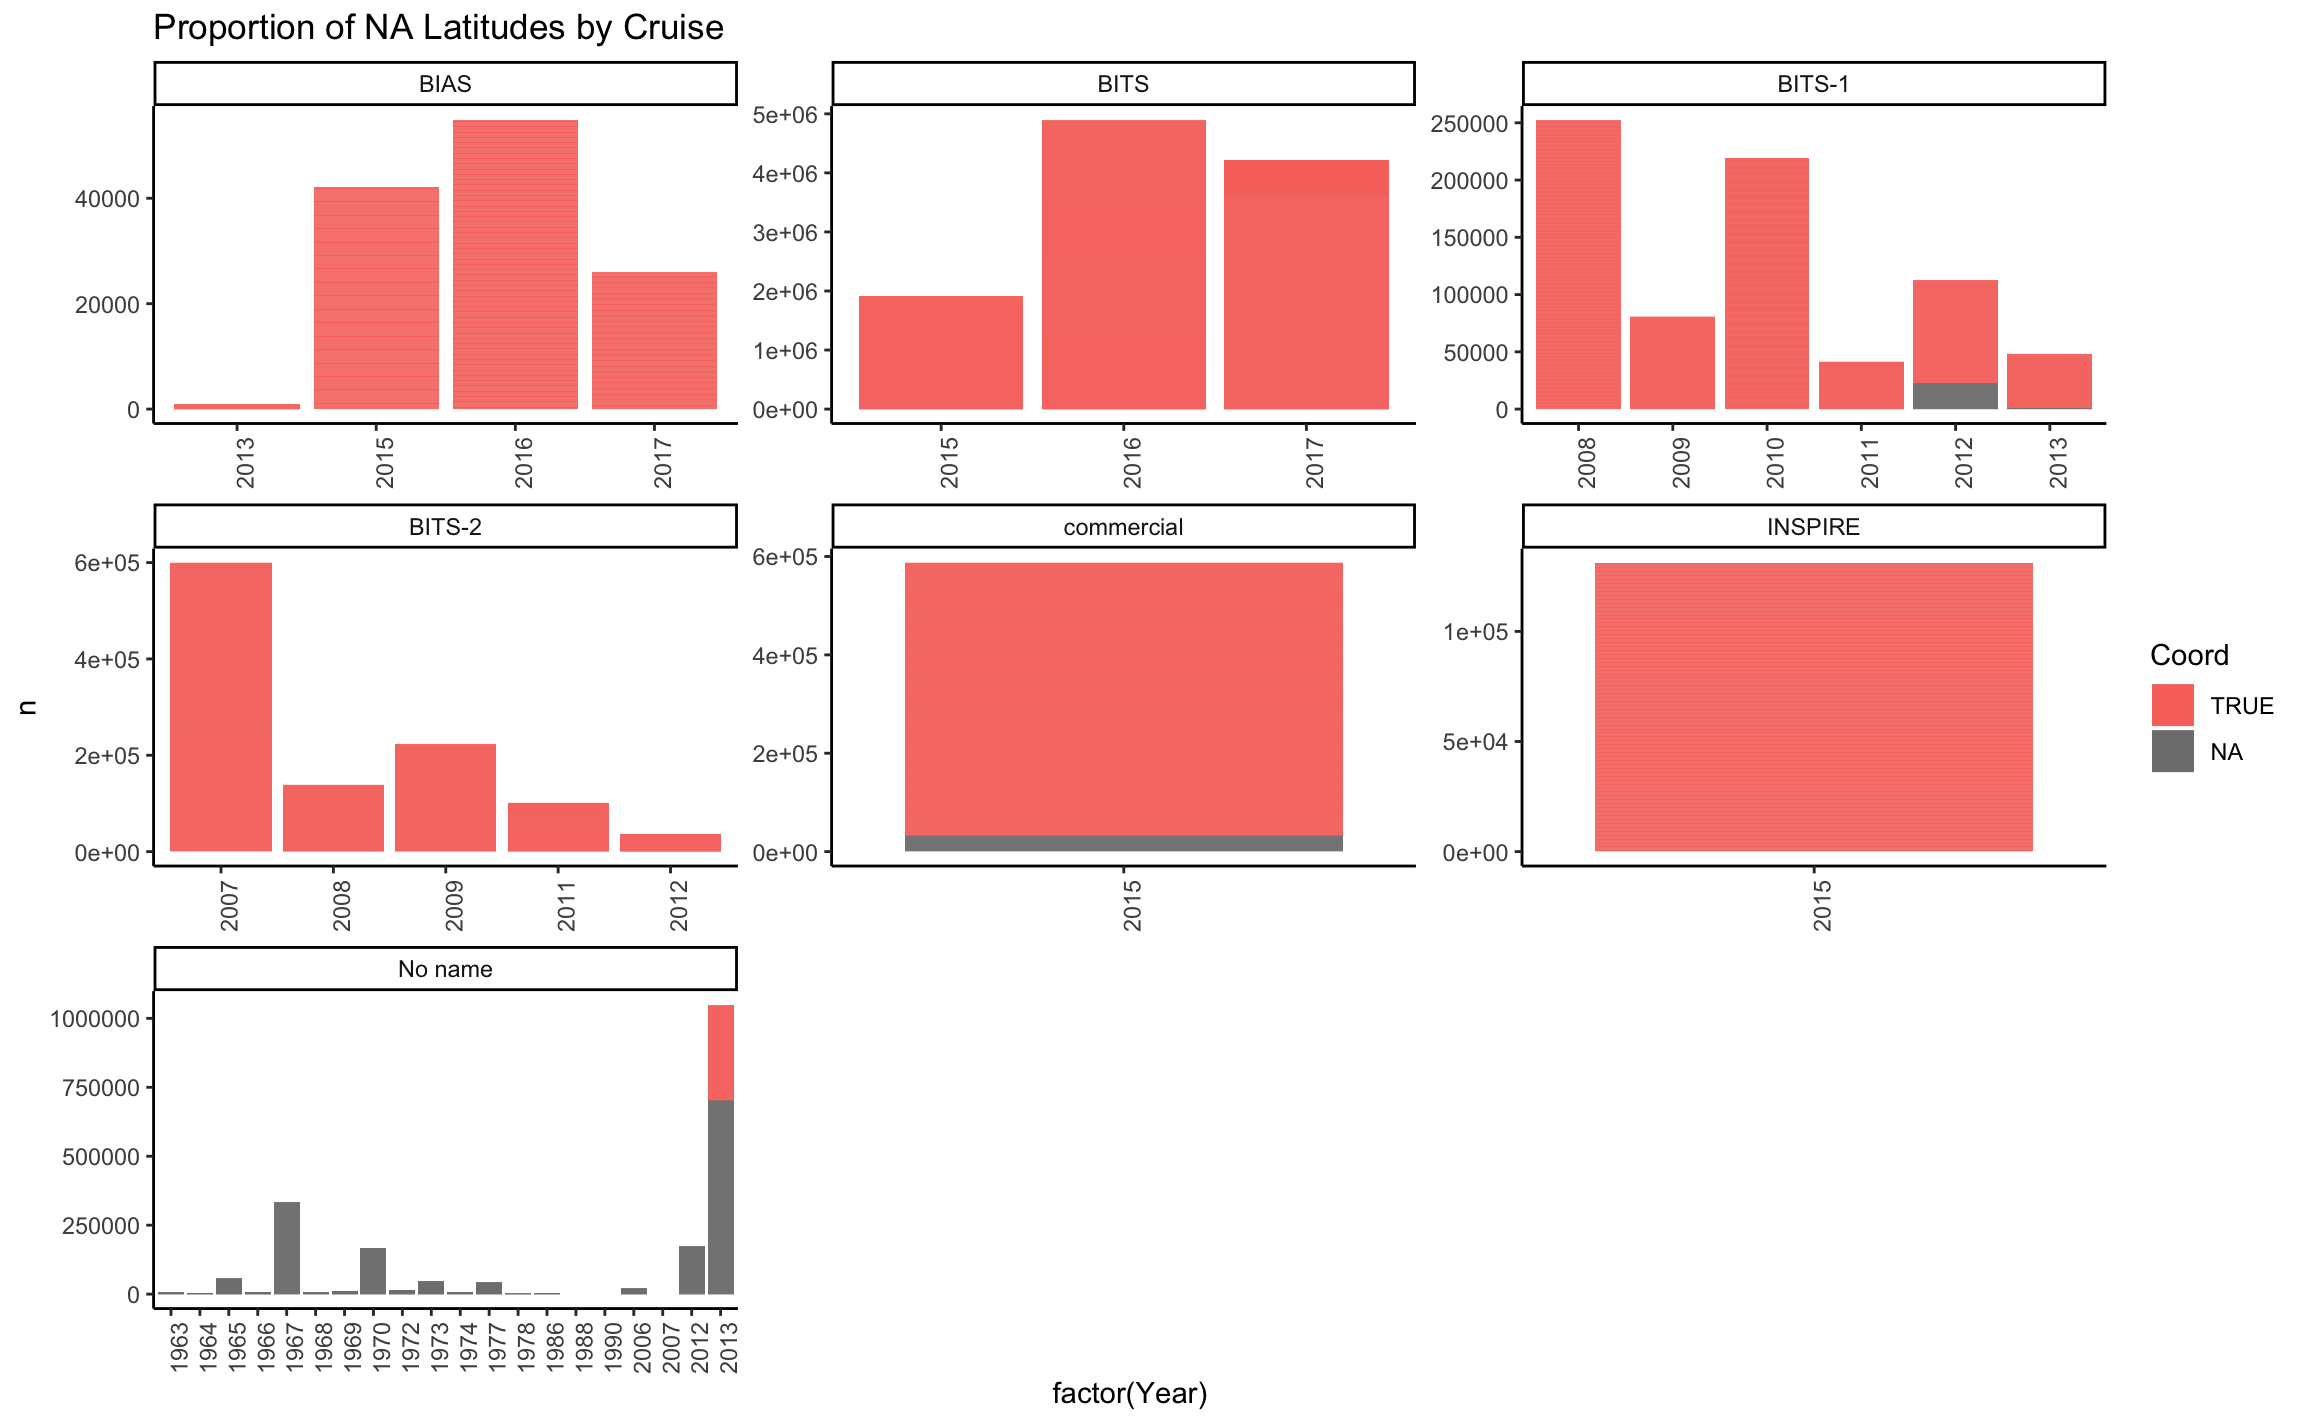 Proportion of NA Latitudes by Cruise
BIAS
40000
20000
0
2013
2015
2016
2017
BITS
5e+06
4e+06
3e+06
2e+06
1e+06
0e+00
2015
2016
2017
BITS-1
250000
200000
150000
100000
50000
0
2008
2009
2010
2011
2012
2013
BITS-2
6e+05
4e+05
2e+05
0e+00
2007
2008
2009
2011
2012
commercial
6e+05
4e+05
2e+05
0e+00
2015
INSPIRE
1e+05
5e+04
0e+00
2015
No name
1000000
750000
500000
250000
0
1963
1964
1965
1966
1967
1968
1969
1970
1972
1973
1974
1977
1978
1986
1988
1990
2006
2007
2012
2013
n
factor(Year)
Coord
TRUE
NA